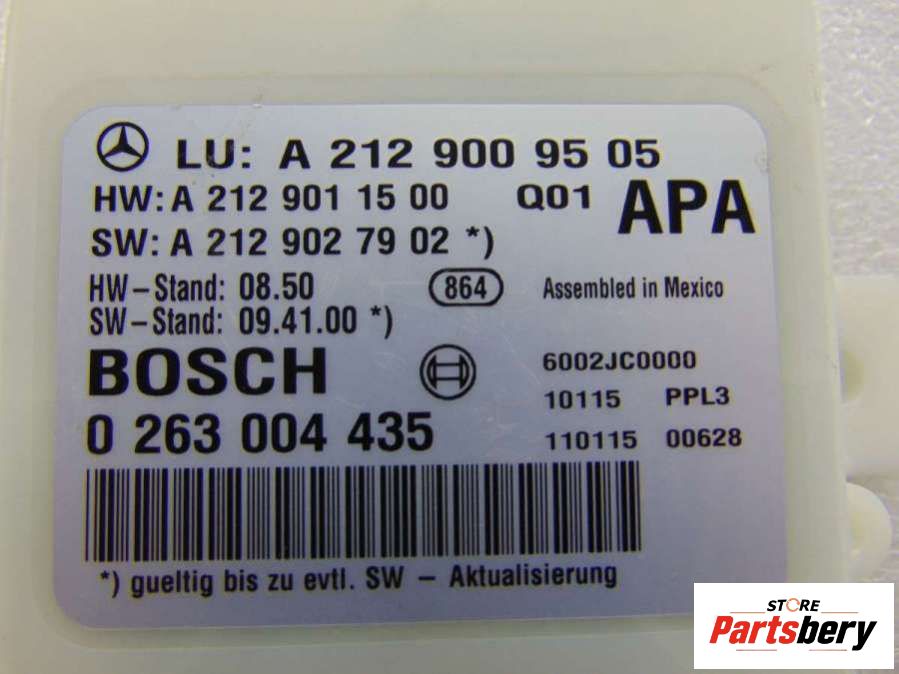 LU: A 212 900 95 05
HW: A 212 901 15 00 Q01 APA
SW: A 212 902 79 02 *)
HW-Stand: 08.50 864 Assembled in Mexico
SW-Stand: 09.41.00 *)
BOSCH 6002JC0000
10115 PPL3
0 263 004 435 110115 00628
*) gueltig bis zu evtl. SW - Aktualisierung
STORE
Partsbery